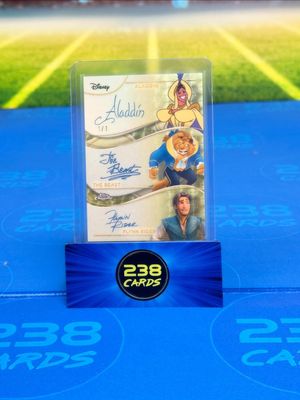 Disney
ALADDIN
Aladdin
1/1
The Beast
THE BEAST
Flynn
Rider
FLYNN RIDER
238
CARDS
238
CARDS
238
CARDS